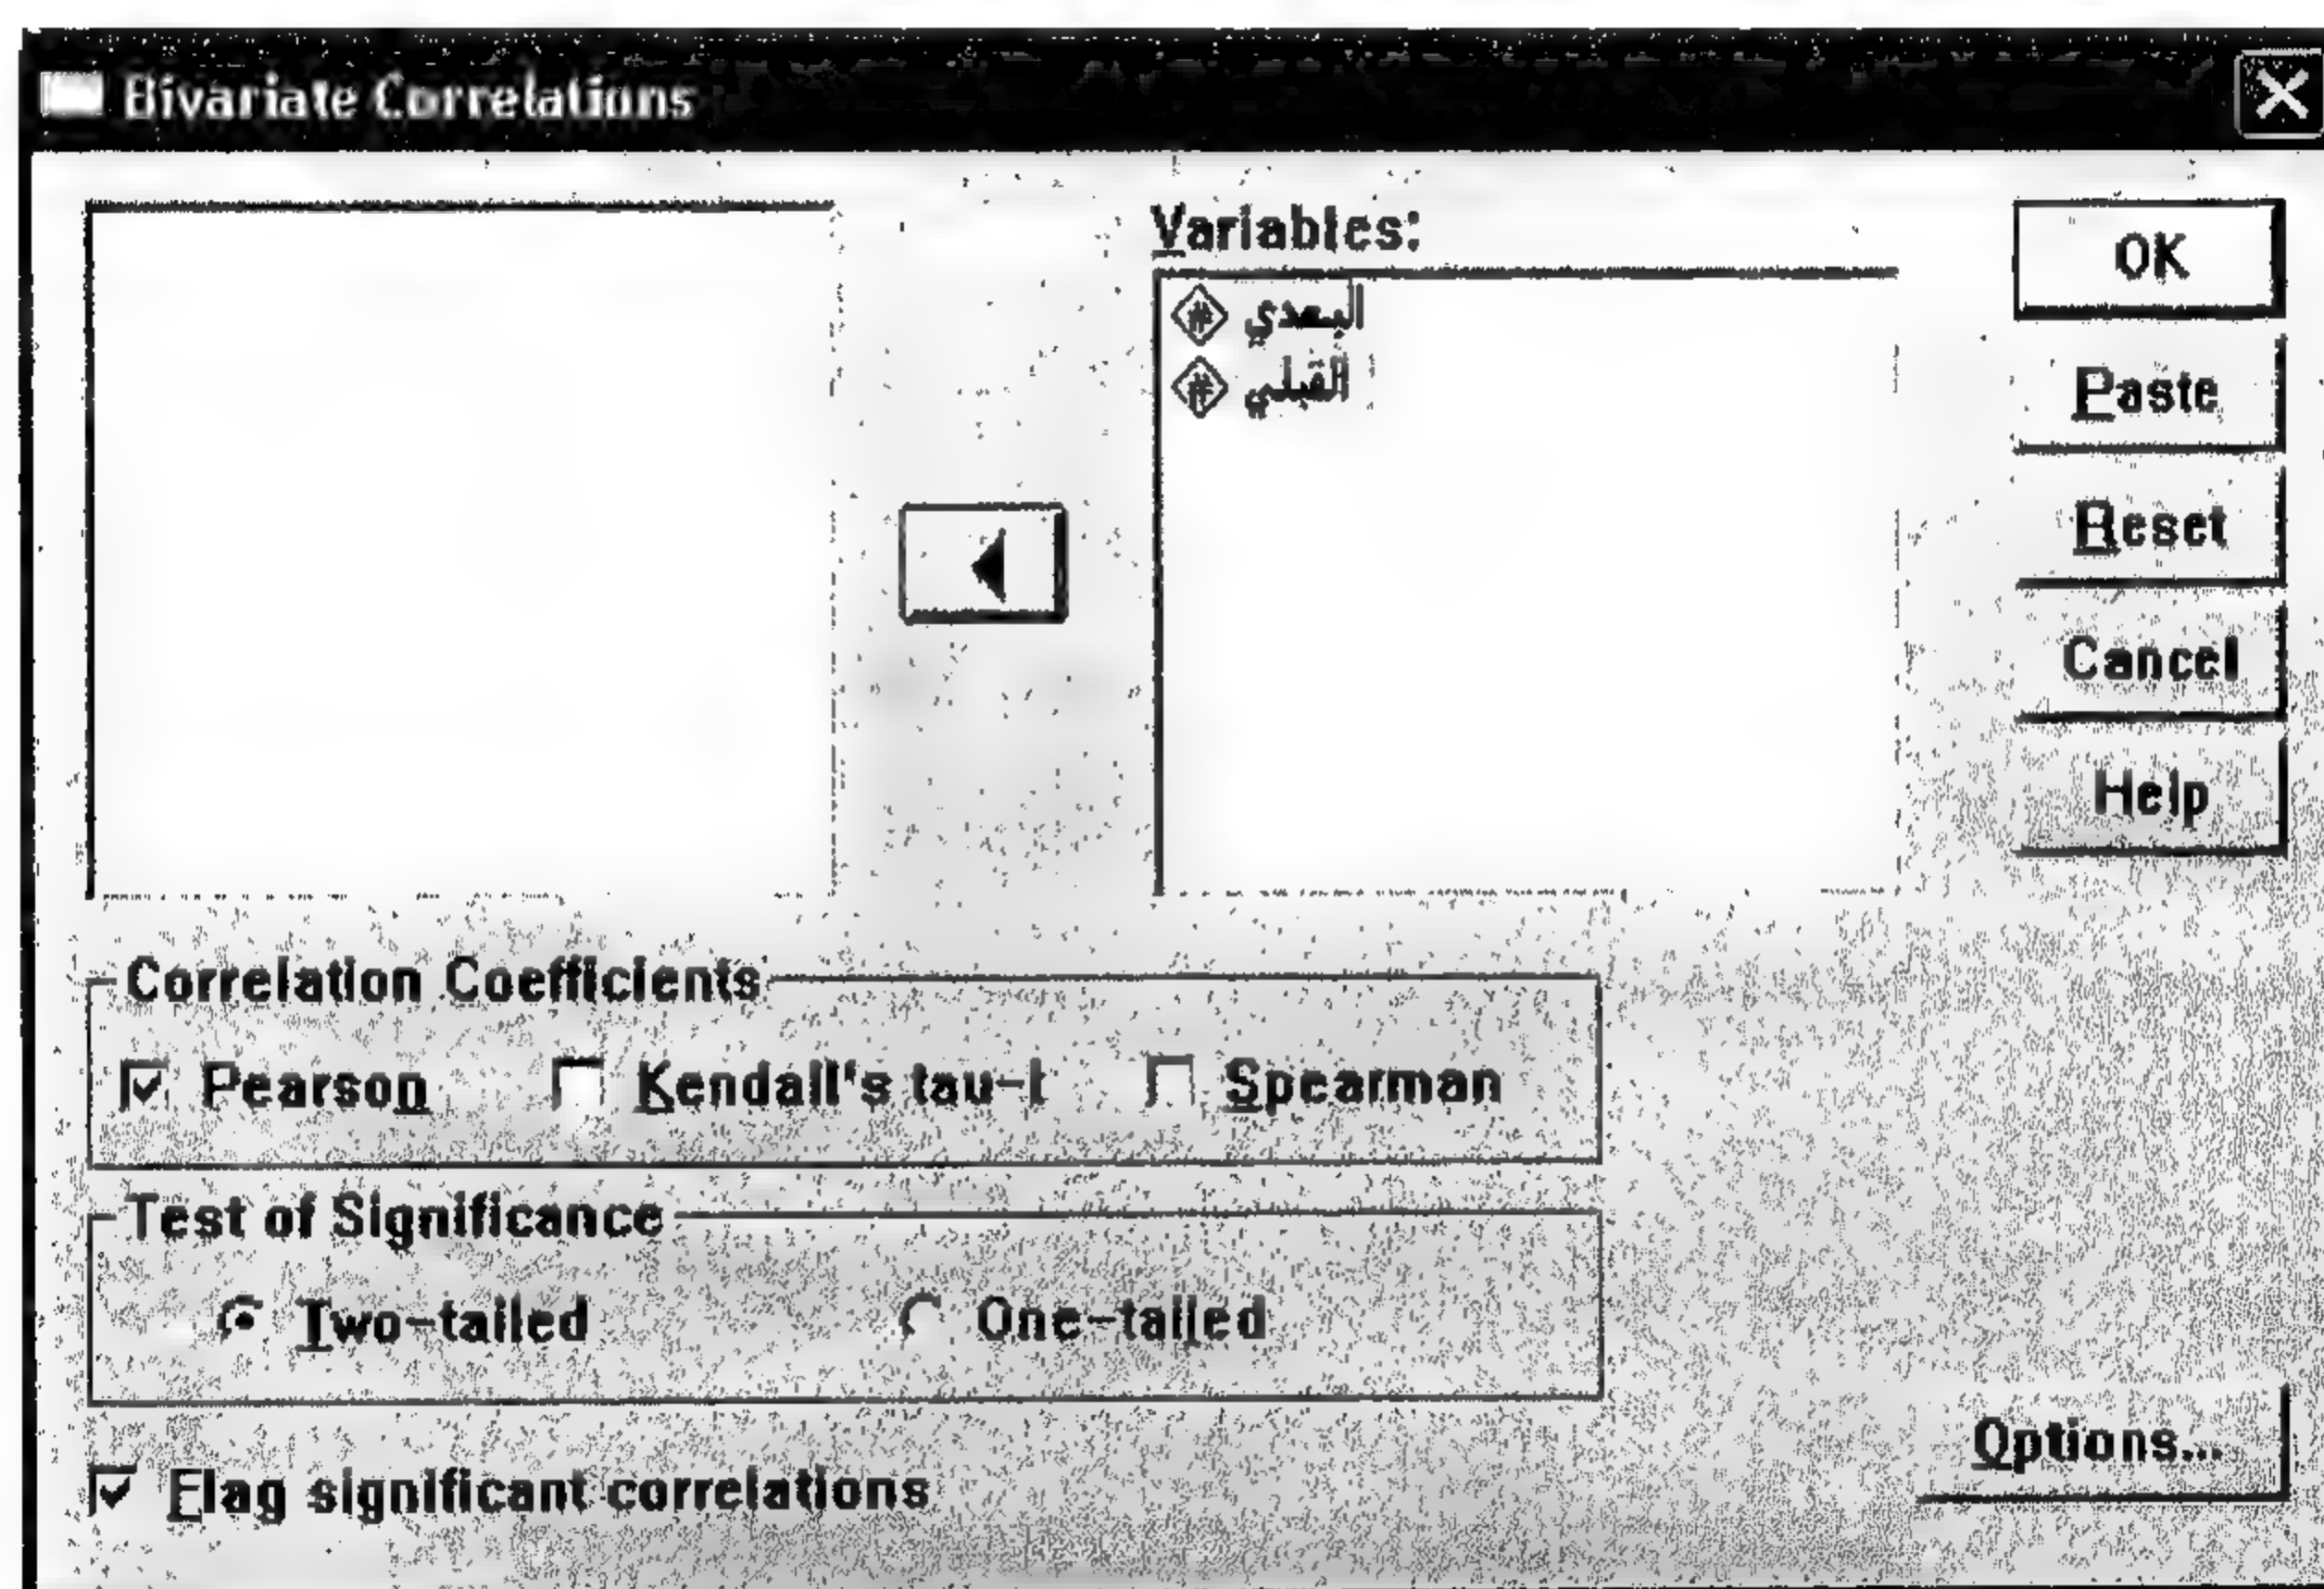 Bivariate Correlations
Variables:
البعدي
القبلي
OK
Paste
Reset
Cancel
Help
Correlation Coefficients
Pearson Kendall's tau-t Spearman
Test of Significance
Two-tailed One-tailed
Flag significant correlations
Options...